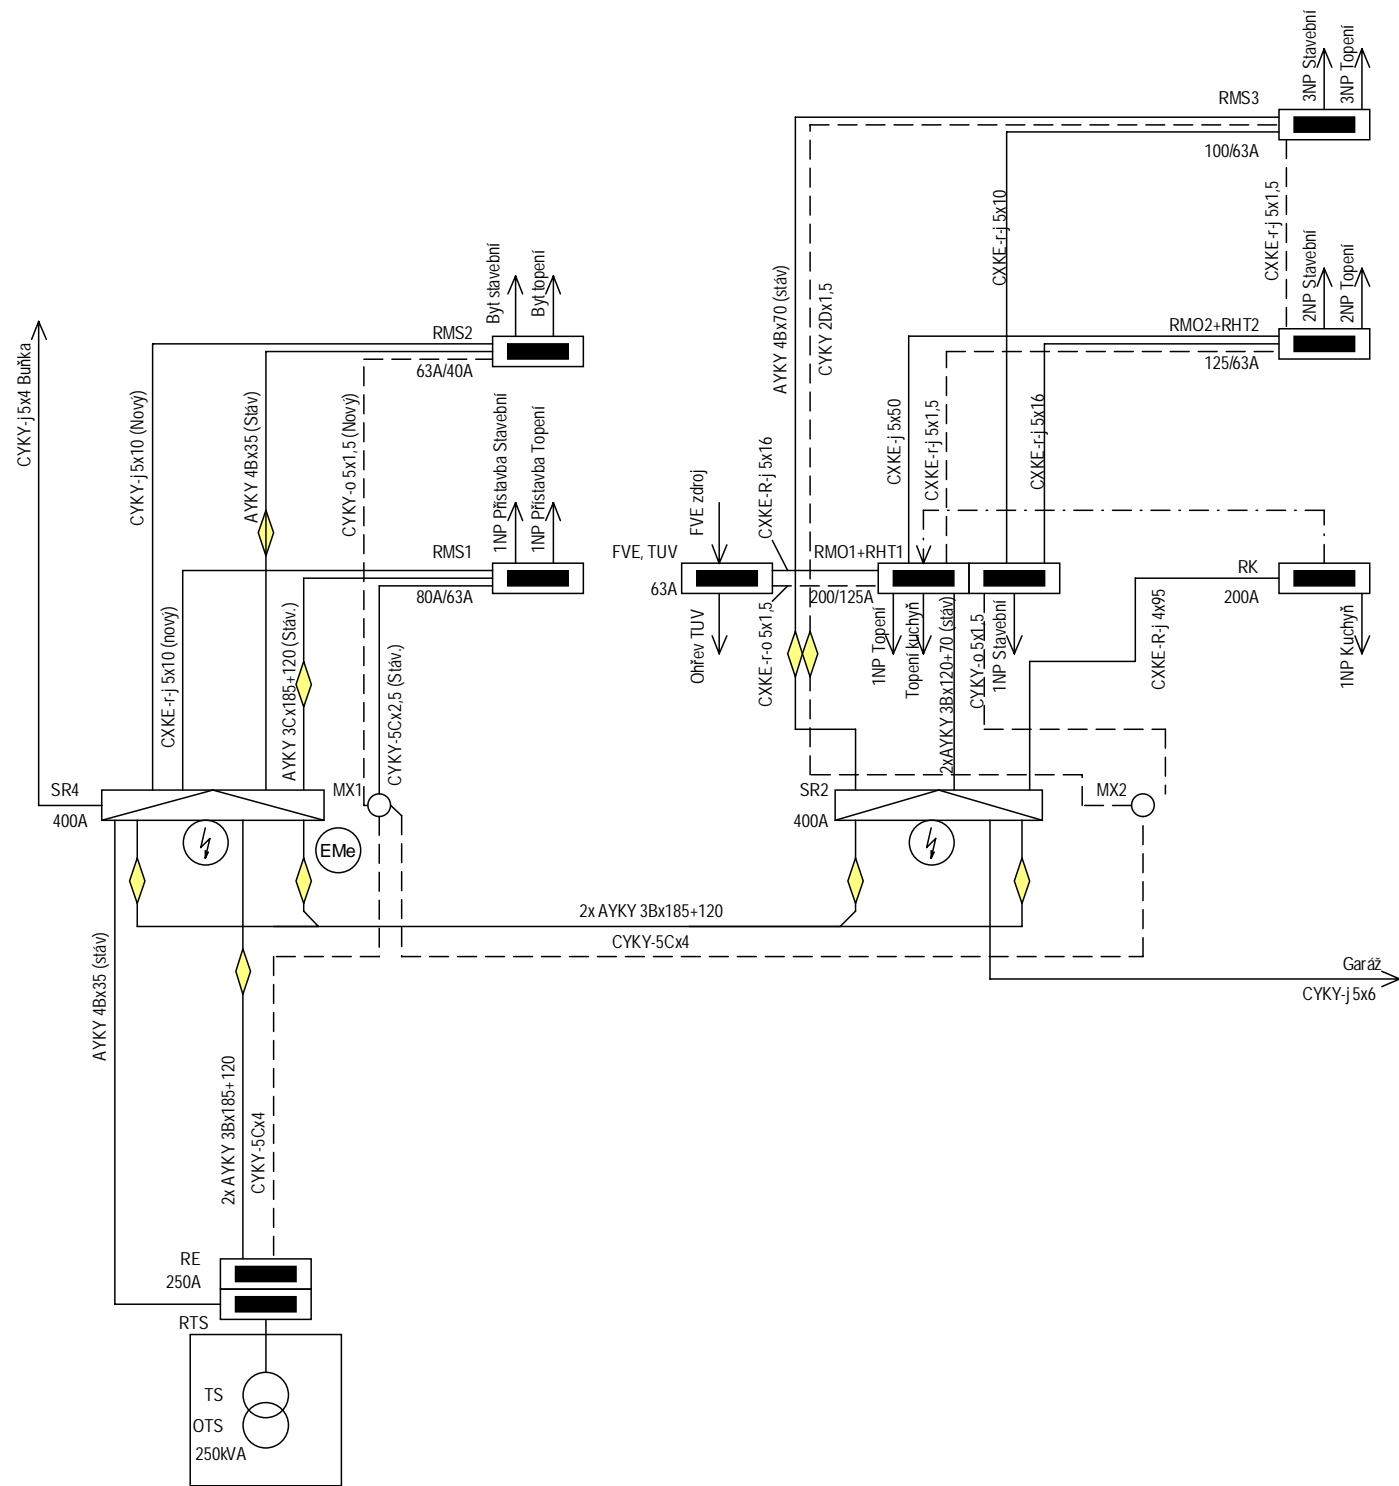 3NP Stavební
3NP Topení
RMS3
100/63A
CXKE-r-j 5x10
CXKE-r-j 5x1,5
AYKY 4Bx70 (stáv)
CYKY 2Dx1,5
2NP Stavební
2NP Topení
RMO2+RHT2
125/63A
Byt stavební
Byt topení
RMS2
63A/40A
CYKY-j 5x4 Buňka
CYKY-j 5x10 (Nový)
AYKY 4Bx35 (Stáv)
CYKY-o 5x1,5 (Nový)
CXKE-j 5x50
CXKE-r-j 5x1,5
CXKE-r-j 5x16
1NP Přístavba Stavební
1NP Přístavba Topení
RMS1
80A/63A
FVE zdroj
CXKE-R-j 5x16
FVE, TUV
63A
RMO1+RHT1
200/125A
RK
200A
Ohřev TUV
CXKE-r-o 5x1,5
1NP Topení
Topení kuchyň
2xAYKY 3Bx120+70 (stáv)
CYKY-o 5x1,5
1NP Stavební
CXKE-R-j 4x95
1NP Kuchyň
CXKE-r-j 5x10 (nový)
AYKY 3Cx185+120 (Stáv.)
CYKY-5Cx2,5 (Stáv.)
SR4
400A
MX1
EMe
SR2
400A
MX2
2x AYKY 3Bx185+120
CYKY-5Cx4
Garáž
CYKY-j 5x6
AYKY 4Bx35 (stáv)
2x AYKY 3Bx185+120
CYKY-5Cx4
RE
250A
RTS
TS
OTS
250kVA